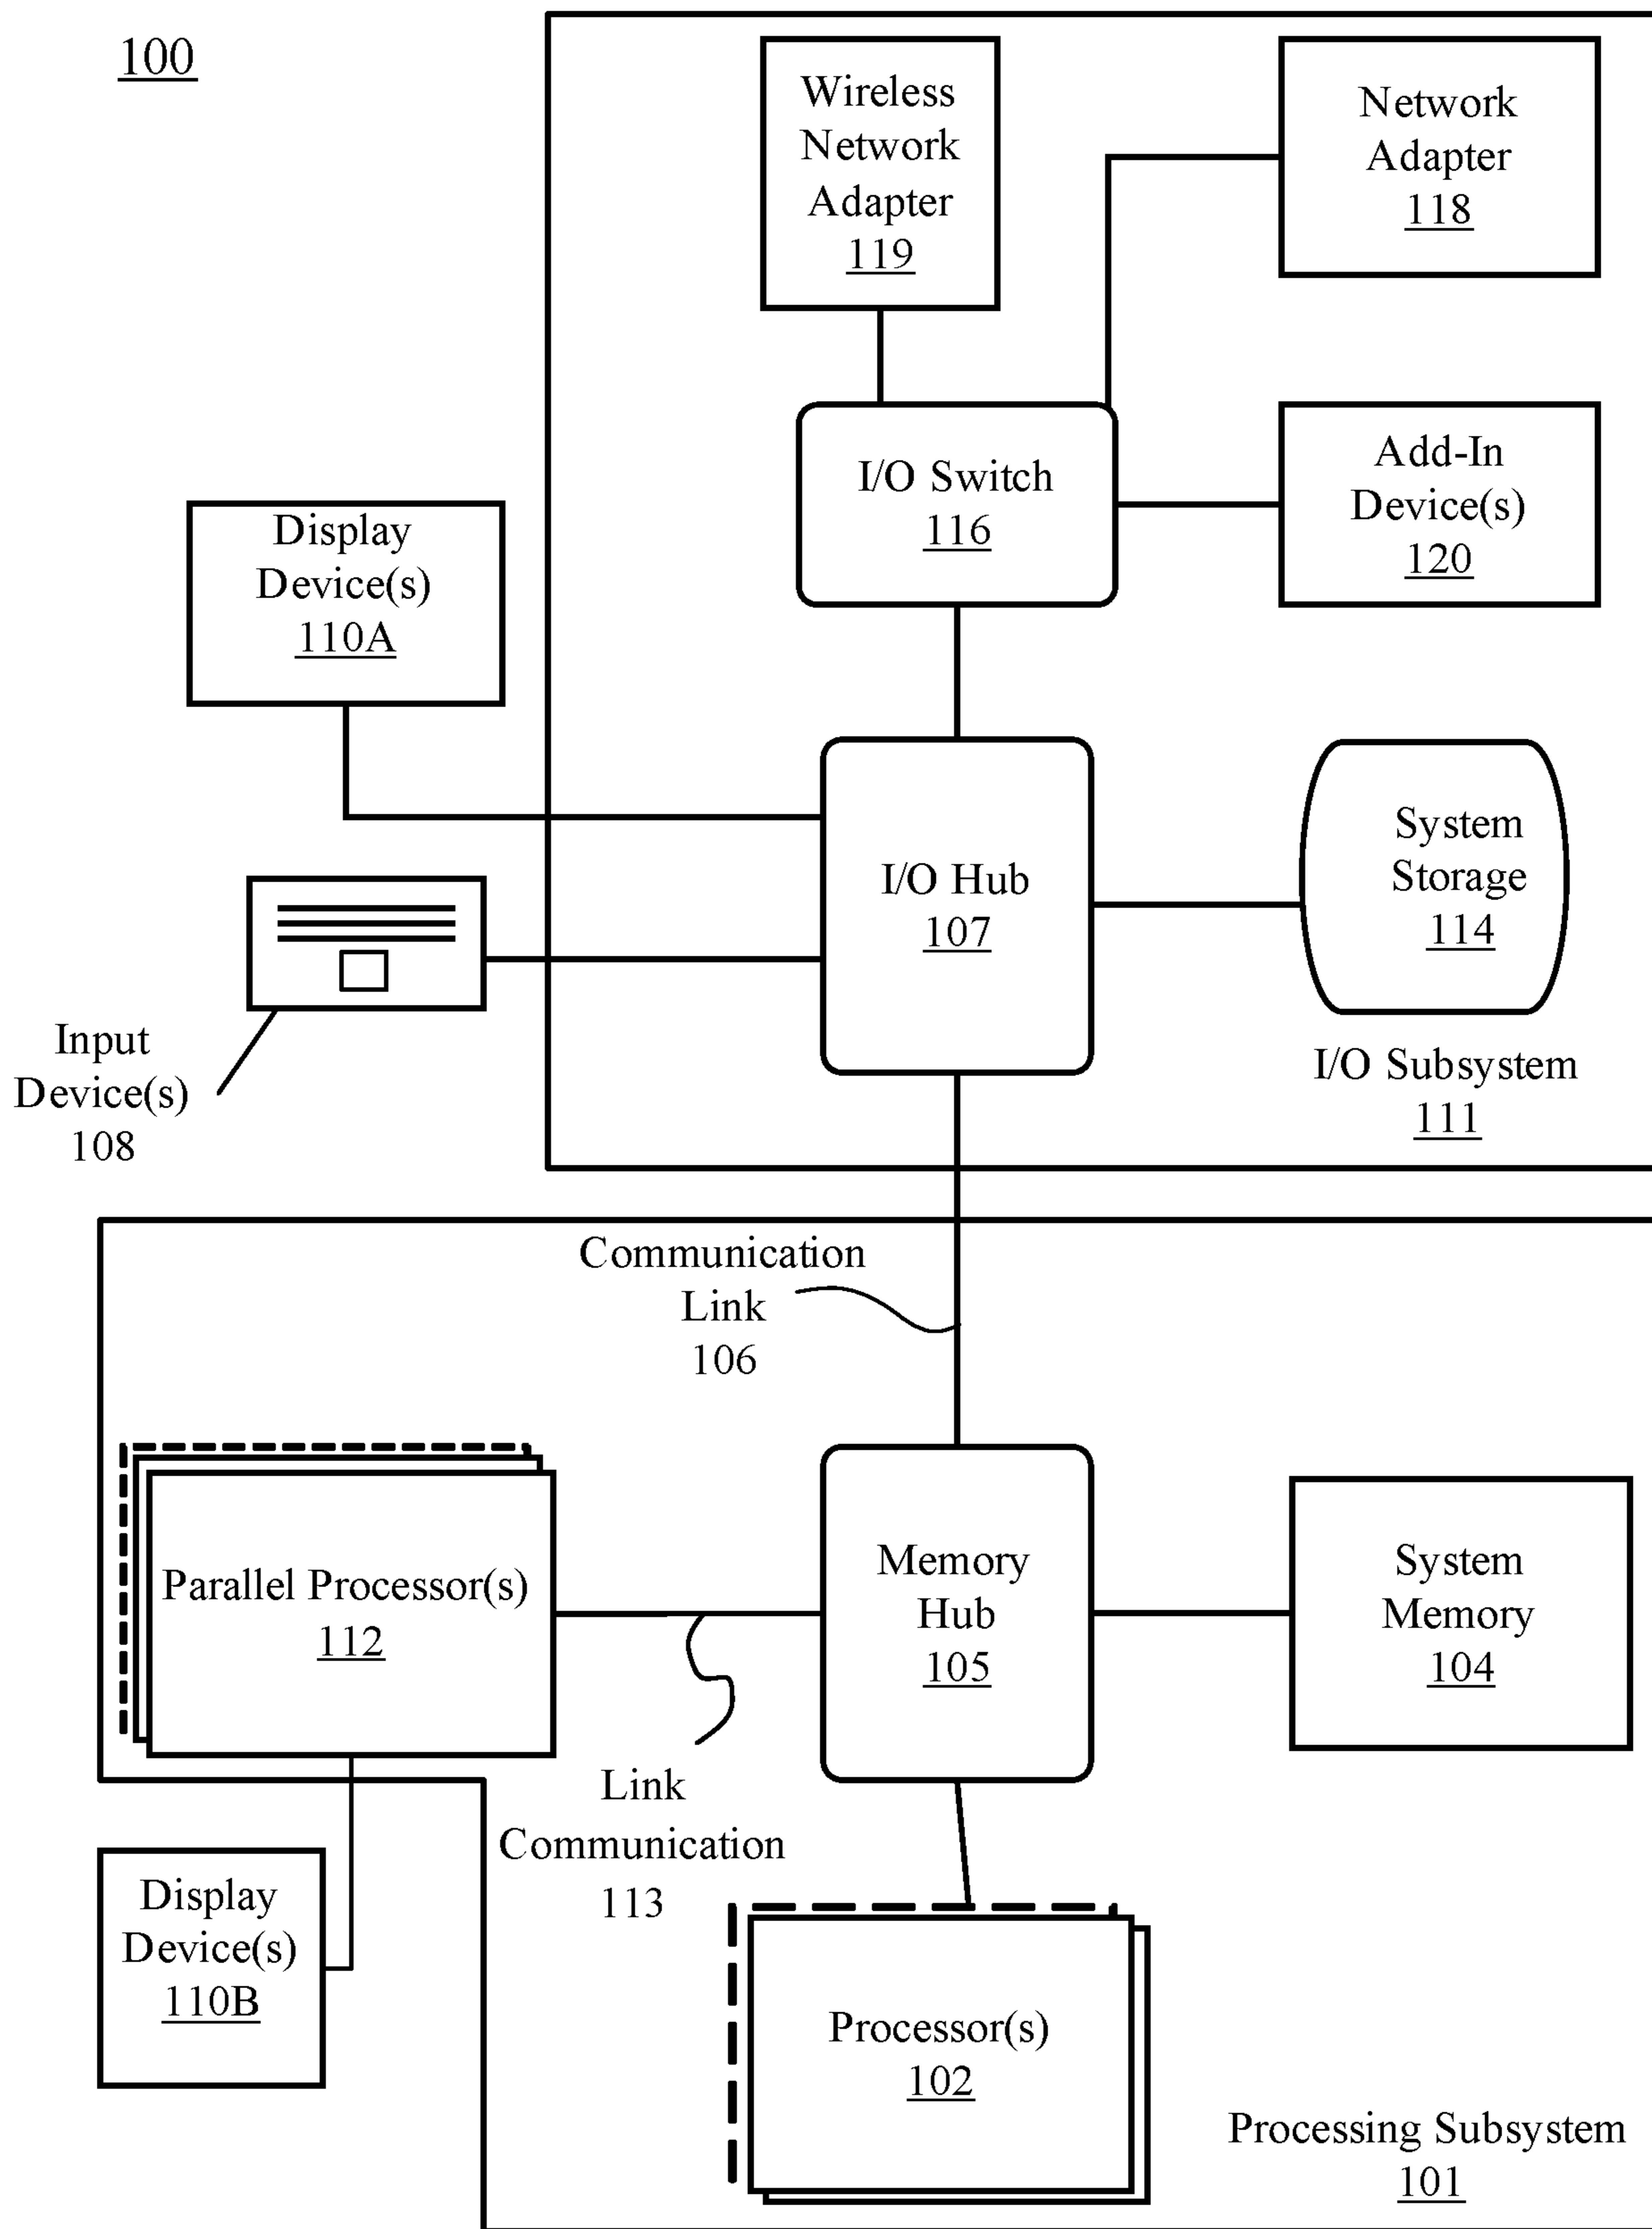 100
Wireless
Network
Adapter
119
Network
Adapter
118
I/O Switch
116
Add-In
Device(s)
120
Display
Device(s)
110A
I/O Hub
107
System
Storage
114
Input
Device(s)
108
I/O Subsystem
111
Communication
Link
106
Parallel Processor(s)
112
Memory
Hub
105
System
Memory
104
Link
Communication
113
Display
Device(s)
110B
Processor(s)
102
Processing Subsystem
101